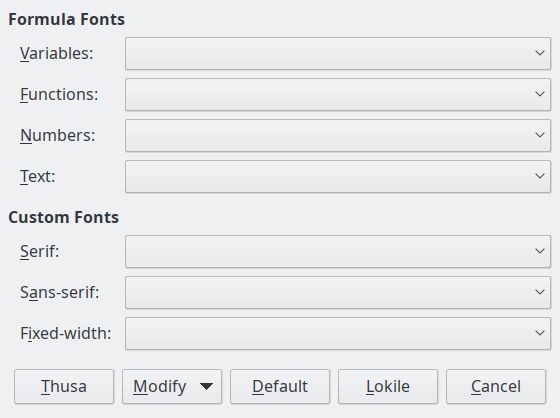 Formula Fonts
Variables:
Functions:
Numbers:
Text:
Custom Fonts
Serif:
Sans-serif:
Fixed-width:
Thusa Modify Default Lokile Cancel